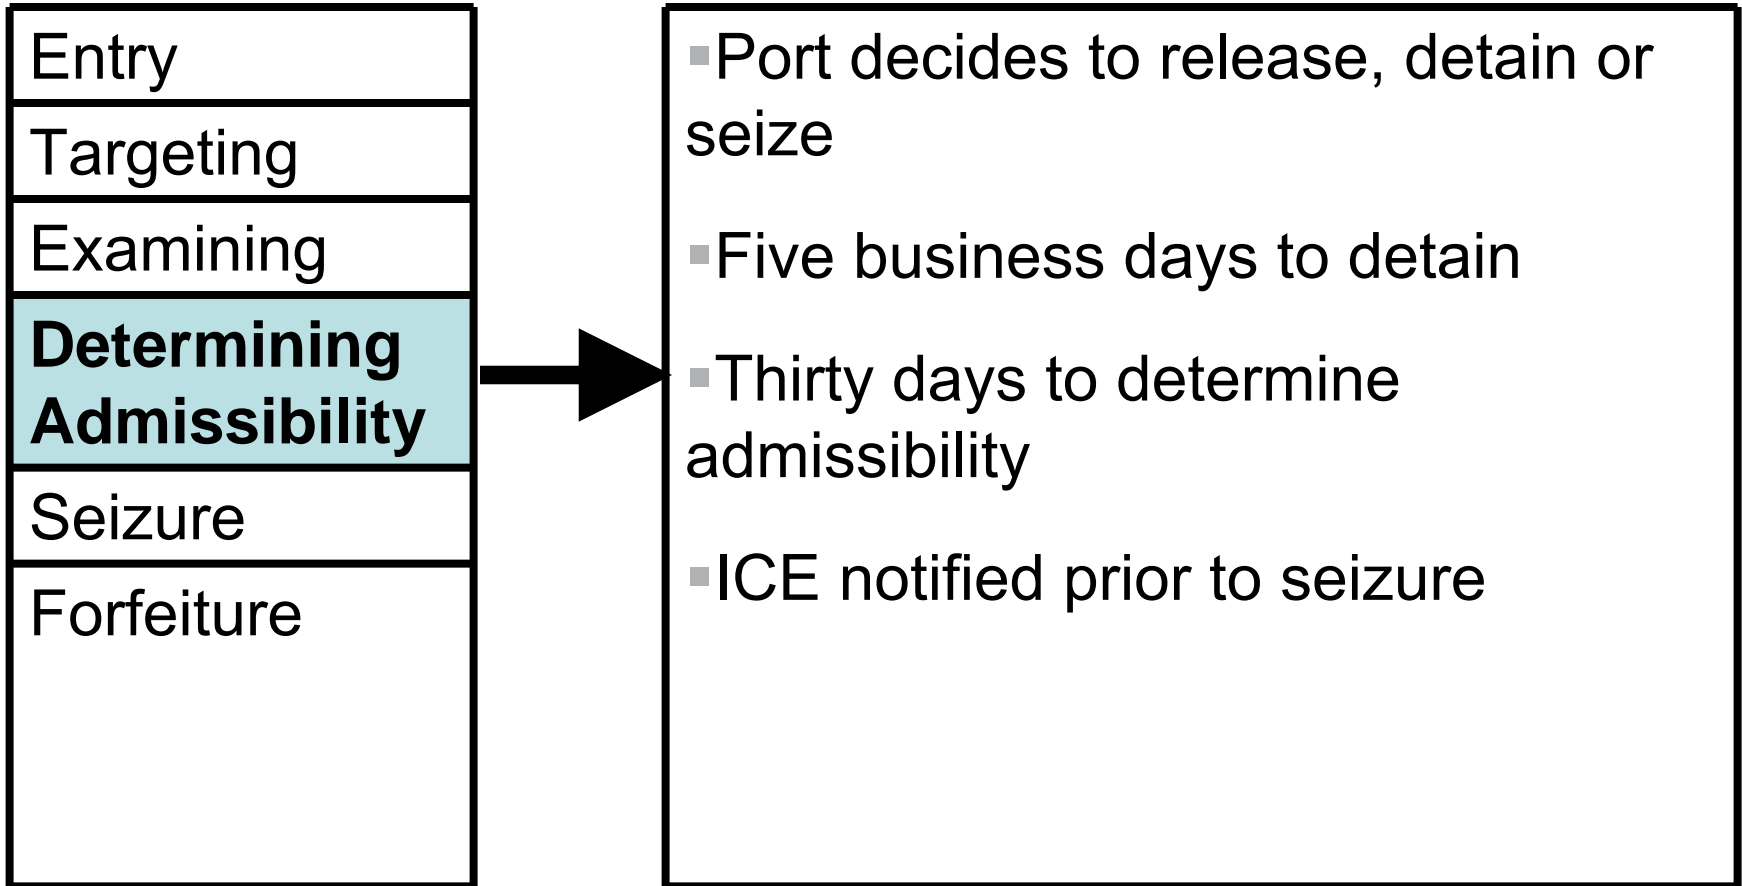 Entry
Targeting
Examining
Determining
Admissibility
Seizure
Forfeiture
▪Port decides to release, detain or
seize
▪Five business days to detain
▪Thirty days to determine
admissibility
▪ICE notified prior to seizure